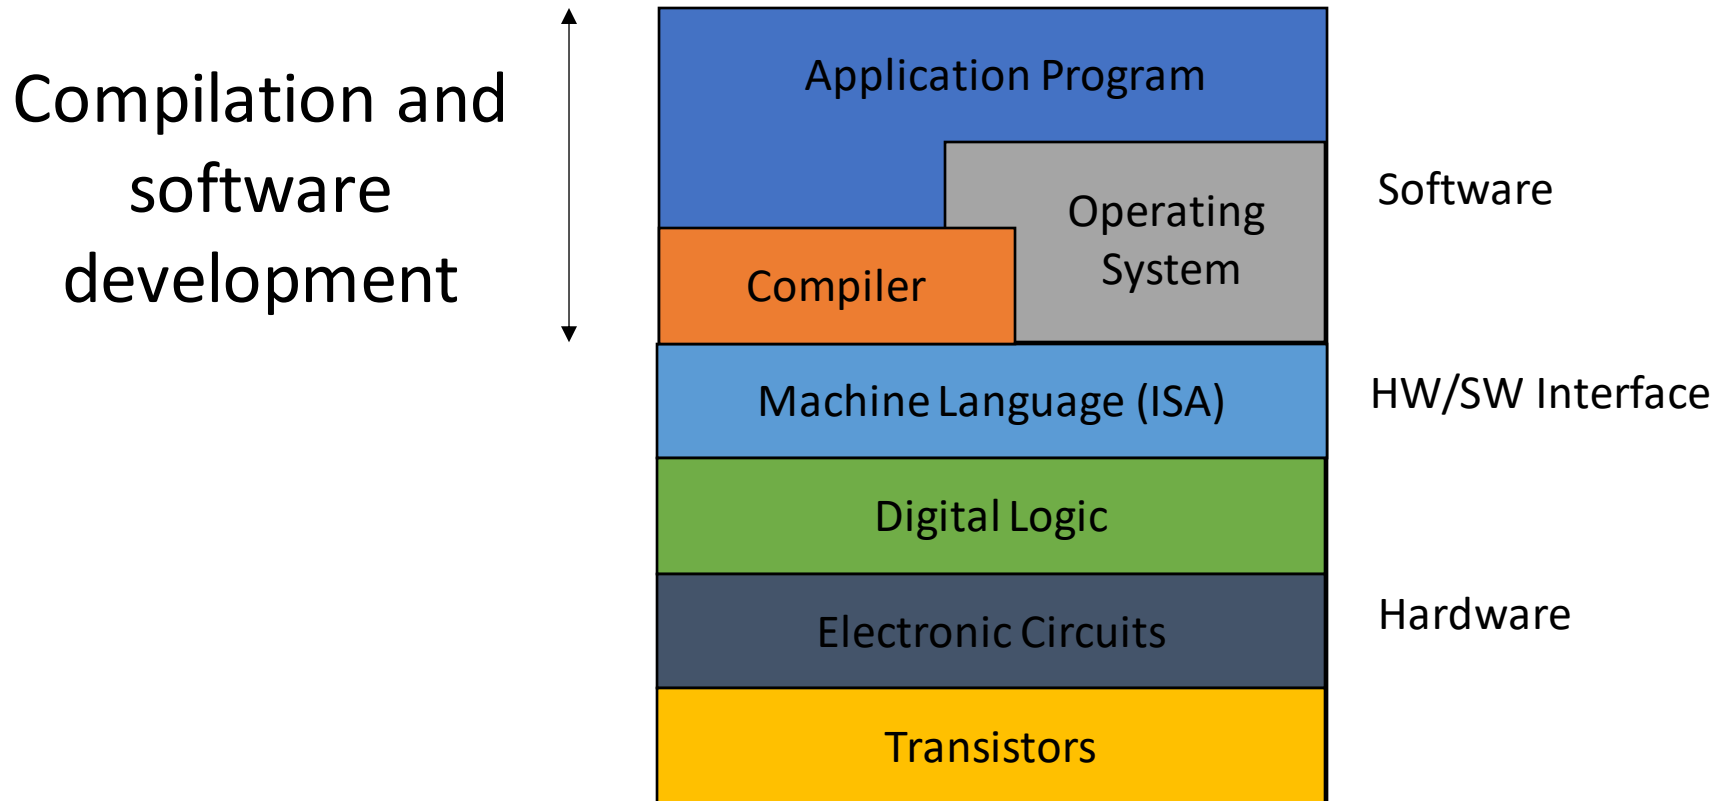 Compilation and
software
development
Application Program
Operating
System
Compiler
Machine Language (ISA)
Digital Logic
Electronic Circuits
Transistors
Software
HW/SW Interface
Hardware